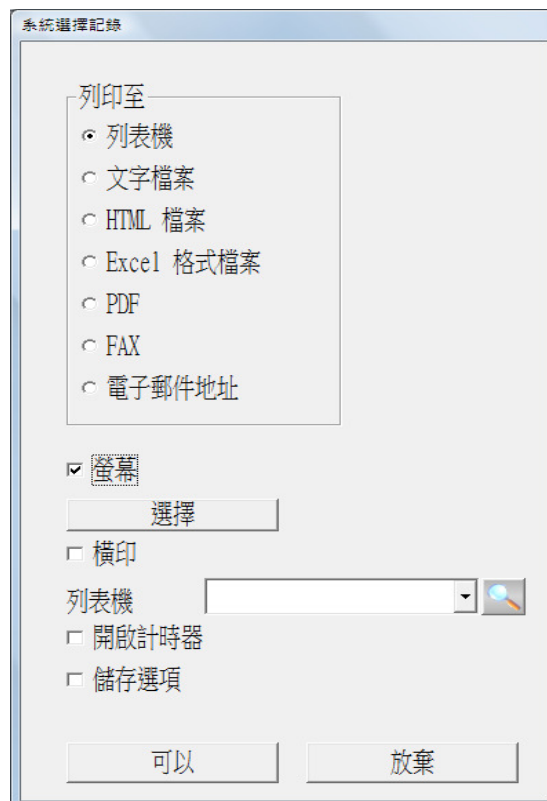 系統選擇記錄
列印至
列表機
文字檔案
HTML 檔案
Excel 格式檔案
PDF
FAX
電子郵件地址
螢幕
選擇
橫印
列表機
開啟計時器
儲存選項
可以 放棄